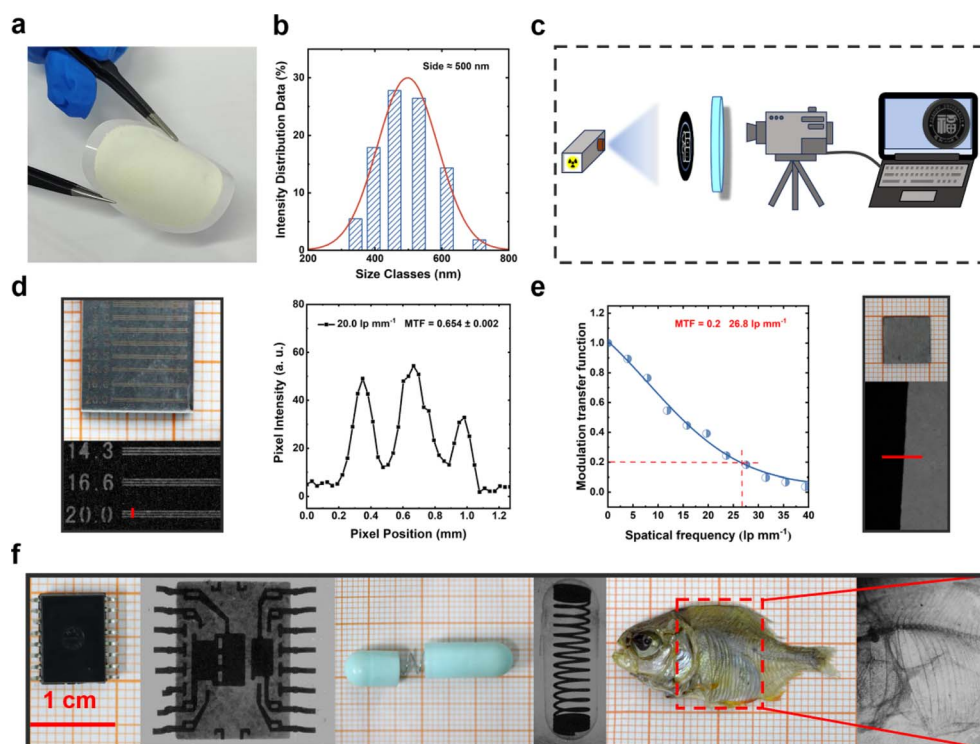 a
b
c
Intensity Distribution Data (%)
30
20
10
0
Side ≈ 500 nm
200 300 400 500 600 700 800
Size Classes (nm)
福
d
14.3
16.6
20.0
Pixel Intensity (a. u.)
80
60
40
20
0
20.0 lp mm⁻¹ MTF = 0.654 ± 0.002
0.0 0.2 0.4 0.6 0.8 1.0 1.2
Pixel Position (mm)
e
Modulation transfer function
1.2
1.0
0.8
0.6
0.4
0.2
0.0
MTF = 0.2 26.8 lp mm⁻¹
0 5 10 15 20 25 30 35 40
Spatical frequency (lp mm⁻¹)
f
1 cm